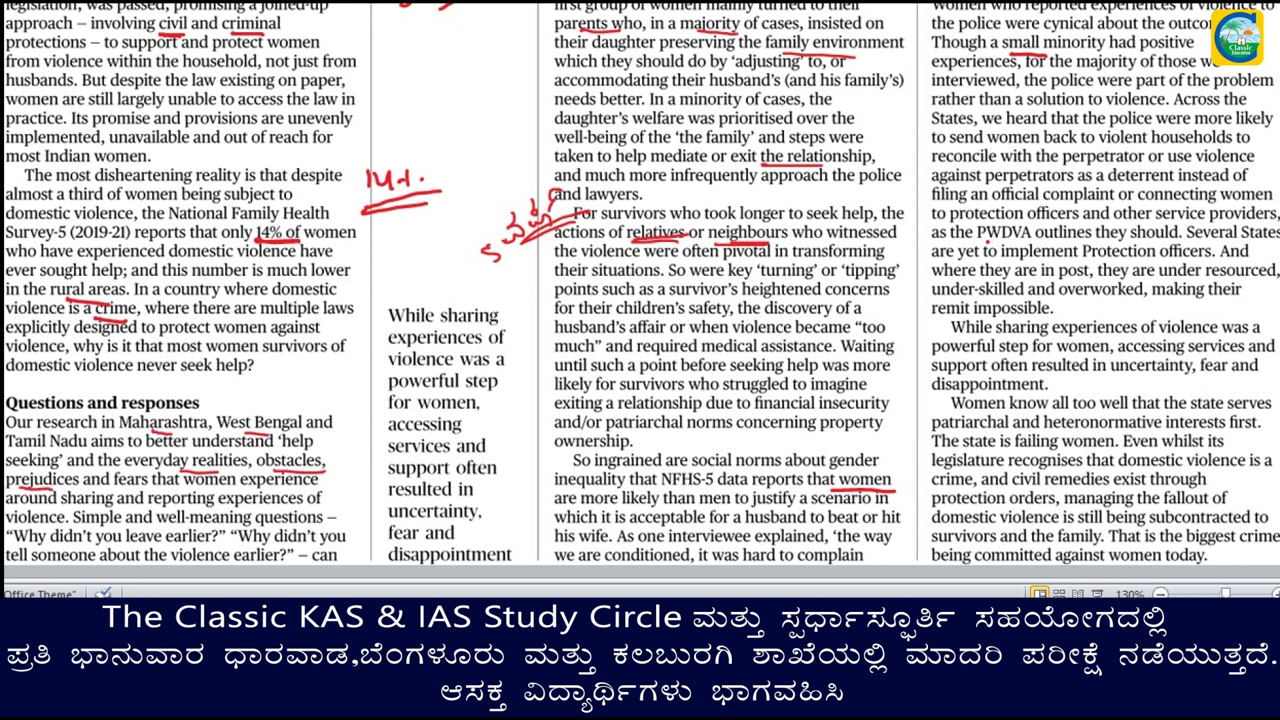 legislation, was passed, promising a joined-up
approach – involving civil and criminal
protections – to support and protect women
from violence within the household, not just from
husbands. But despite the law existing on paper,
women are still largely unable to access the law in
practice. Its promise and provisions are unevenly
implemented, unavailable and out of reach for
most Indian women.
The most disheartening reality is that despite
almost a third of women being subject to
domestic violence, the National Family Health
Survey-5 (2019-21) reports that only 14% of women
who have experienced domestic violence have
ever sought help; and this number is much lower
in the rural areas. In a country where domestic
violence is a crime, where there are multiple laws
explicitly designed to protect women against
violence, why is it that most women survivors of
domestic violence never seek help?
Questions and responses
Our research in Maharashtra, West Bengal and
Tamil Nadu aims to better understand ‘help
seeking’ and the everyday realities, obstacles,
prejudices and fears that women experience
around sharing and reporting experiences of
violence. Simple and well-meaning questions –
“Why didn’t you leave earlier?” “Why didn’t you
tell someone about the violence earlier?” – can
14%.
While sharing
experiences of
violence was a
powerful step
for women,
accessing
services and
support often
resulted in
uncertainty,
fear and
disappointment
first group of women mainly turned to their
parents who, in a majority of cases, insisted on
their daughter preserving the family environment
which they should do by ‘adjusting’ to, or
accommodating their husband’s (and his family’s)
needs better. In a minority of cases, the
daughter’s welfare was prioritised over the
well-being of the ‘the family’ and steps were
taken to help mediate or exit the relationship,
and much more infrequently approach the police
and lawyers.
For survivors who took longer to seek help, the
actions of relatives or neighbours who witnessed
the violence were often pivotal in transforming
their situations. So were key ‘turning’ or ‘tipping’
points such as a survivor’s heightened concerns
for their children’s safety, the discovery of a
husband’s affair or when violence became “too
much” and required medical assistance. Waiting
until such a point before seeking help was more
likely for survivors who struggled to imagine
exiting a relationship due to financial insecurity
and/or patriarchal norms concerning property
ownership.
So ingrained are social norms about gender
inequality that NFHS-5 data reports that women
are more likely than men to justify a scenario in
which it is acceptable for a husband to beat or hit
his wife. As one interviewee explained, ‘the way
we are conditioned, it was hard to complain
Women who reported experiences of violence to
the police were cynical about the
Though a small minority had positive
experiences, for the majority of those
interviewed, the police were part of the problem
rather than a solution to violence. Across the
States, we heard that the police were more likely
to send women back to violent households to
reconcile with the perpetrator or use violence
against perpetrators as a deterrent instead of
filing an official complaint or connecting women
to protection officers and other service providers,
as the PWDVA outlines they should. Several States
are yet to implement Protection officers. And
where they are in post, they are under resourced,
under-skilled and overworked, making their
remit impossible.
While sharing experiences of violence was a
powerful step for women, accessing services and
support often resulted in uncertainty, fear and
disappointment.
Women know all too well that the state serves
patriarchal and heteronormative interests first.
The state is failing women. Even whilst its
legislature recognises that domestic violence is a
crime, and civil remedies exist through
protection orders, managing the fallout of
domestic violence is still being subcontracted to
survivors and the family. That is the biggest crime
being committed against women today.
Classic
Education
Office Theme"
130%
The Classic KAS & IAS Study Circle ಮತ್ತು ಸ್ಪರ್ಧಾಸ್ಫೂರ್ತಿ ಸಹಯೋಗದಲ್ಲಿ
ಪ್ರತಿ ಭಾನುವಾರ ಧಾರವಾಡ,ಬೆಂಗಳೂರು ಮತ್ತು ಕಲಬುರಗಿ ಶಾಖೆಯಲ್ಲಿ ಮಾದರಿ ಪರೀಕ್ಷೆ ನಡೆಯುತ್ತದೆ.
ಆಸಕ್ತ ವಿದ್ಯಾರ್ಥಿಗಳು ಭಾಗವಹಿಸಿ